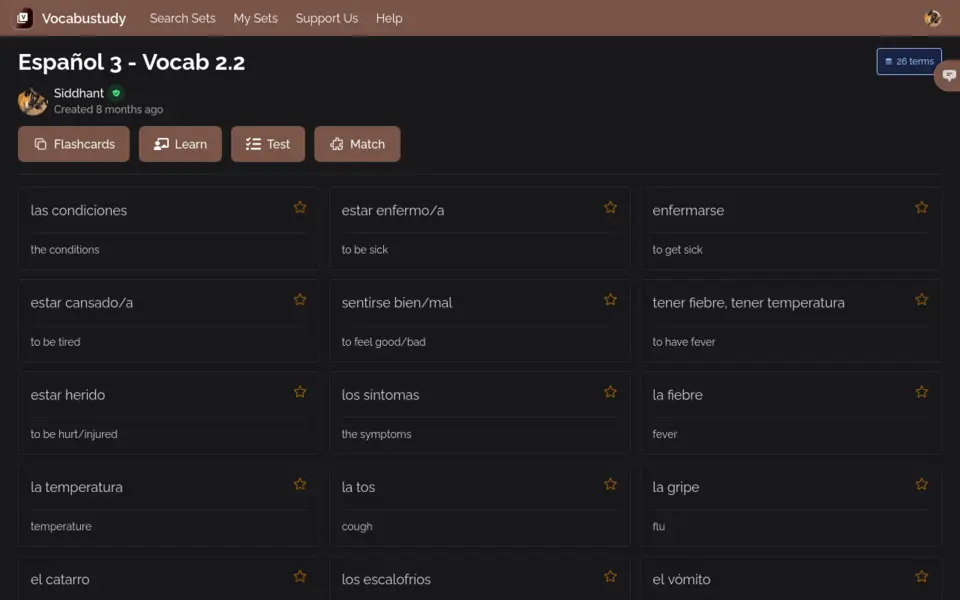 Vocabustudy Search Sets My Sets Support Us Help
Español 3 - Vocab 2.2
26 terms
Siddhant
Created 8 months ago
Flashcards Learn Test Match
las condiciones
the conditions
estar enfermo/a
to be sick
enfermarse
to get sick
estar cansado/a
to be tired
sentirse bien/mal
to feel good/bad
tener fiebre, tener temperatura
to have fever
estar herido
to be hurt/injured
los síntomas
the symptoms
la fiebre
fever
la temperatura
temperature
la tos
cough
la gripe
flu
el catarro
los escalofríos
el vómito